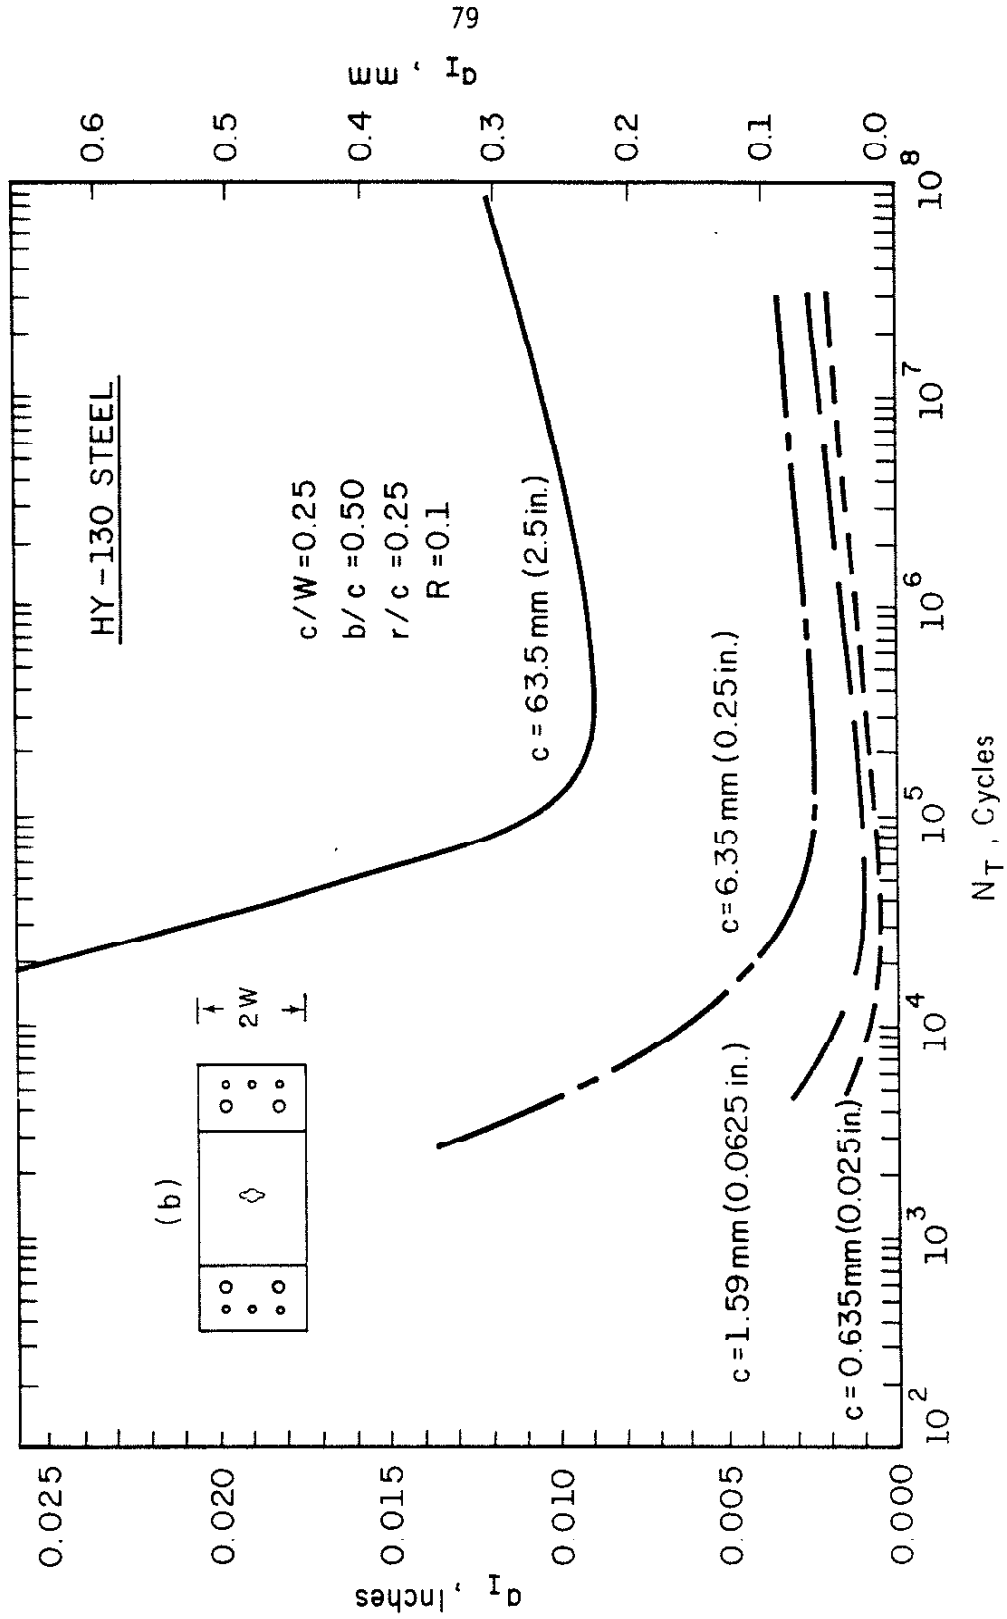 79
HY-130 STEEL
c/W = 0.25
b/c = 0.50
r/c = 0.25
R = 0.1
(b)
2W
c = 63.5 mm (2.5 in.)
c = 6.35 mm (0.25 in.)
c = 1.59 mm (0.0625 in.)
c = 0.635 mm (0.025 in.)
a_I , Inches
0.025
0.020
0.015
0.010
0.005
0.000
a_I , mm
0.6
0.5
0.4
0.3
0.2
0.1
0.0
10^2
10^3
10^4
10^5
10^6
10^7
10^8
N_T , Cycles